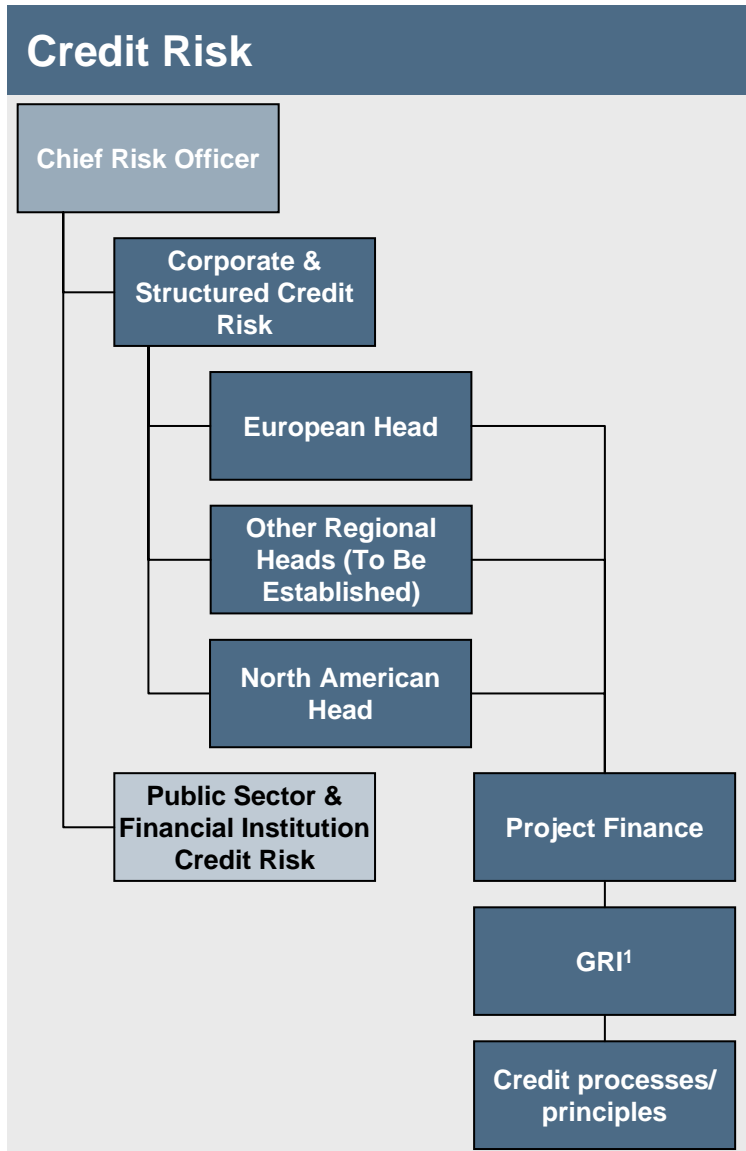 Credit Risk
Chief Risk Officer
Corporate &
Structured Credit
Risk
European Head
Other Regional
Heads (To Be
Established)
North American
Head
Public Sector &
Financial Institution
Credit Risk
Project Finance
GRI¹
Credit processes/
principles